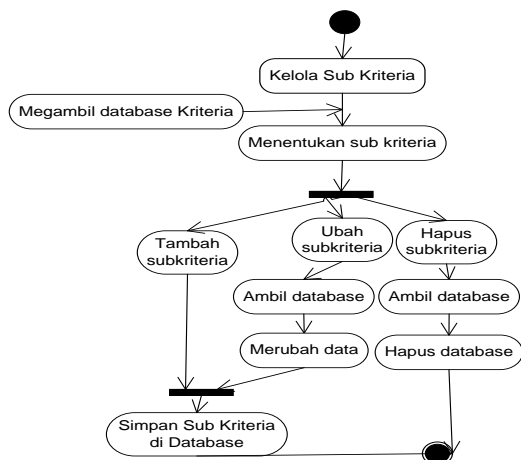 Kelola Sub Kriteria
Megambil database Kriteria
Menentukan sub kriteria
Tambah
subkriteria
Ubah
subkriteria
Hapus
subkriteria
Ambil database
Ambil database
Merubah data
Hapus database
Simpan Sub Kriteria
di Database